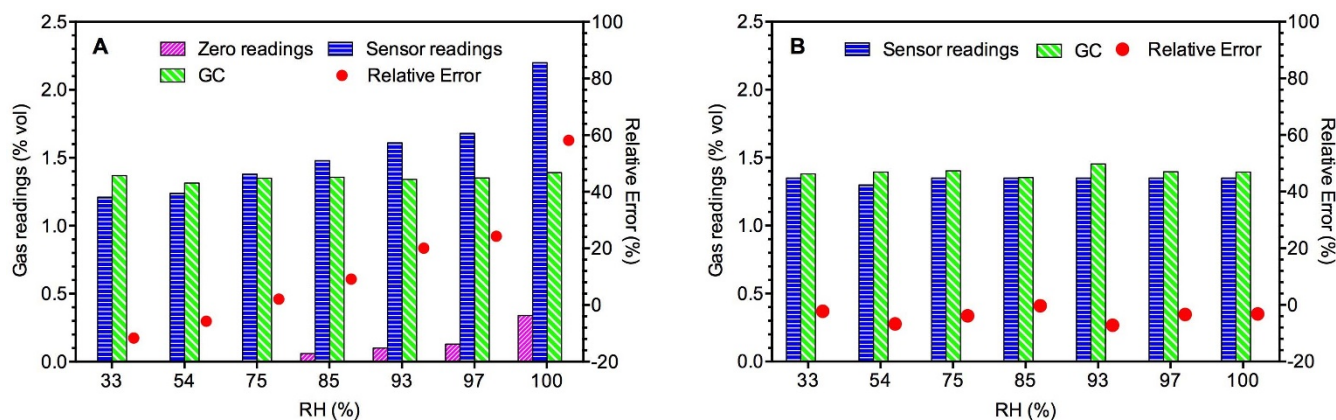 A
Zero readings
Sensor readings
GC
Relative Error
Gas readings (% vol)
2.5
2.0
1.5
1.0
0.5
0.0
100
80
60
40
20
0
-20
Relative Error (%)
33 54 75 85 93 97 100
RH (%)
B
Sensor readings
GC
Relative Error
Gas readings (% vol)
2.5
2.0
1.5
1.0
0.5
0.0
100
80
60
40
20
0
-20
Relative Error (%)
33 54 75 85 93 97 100
RH (%)